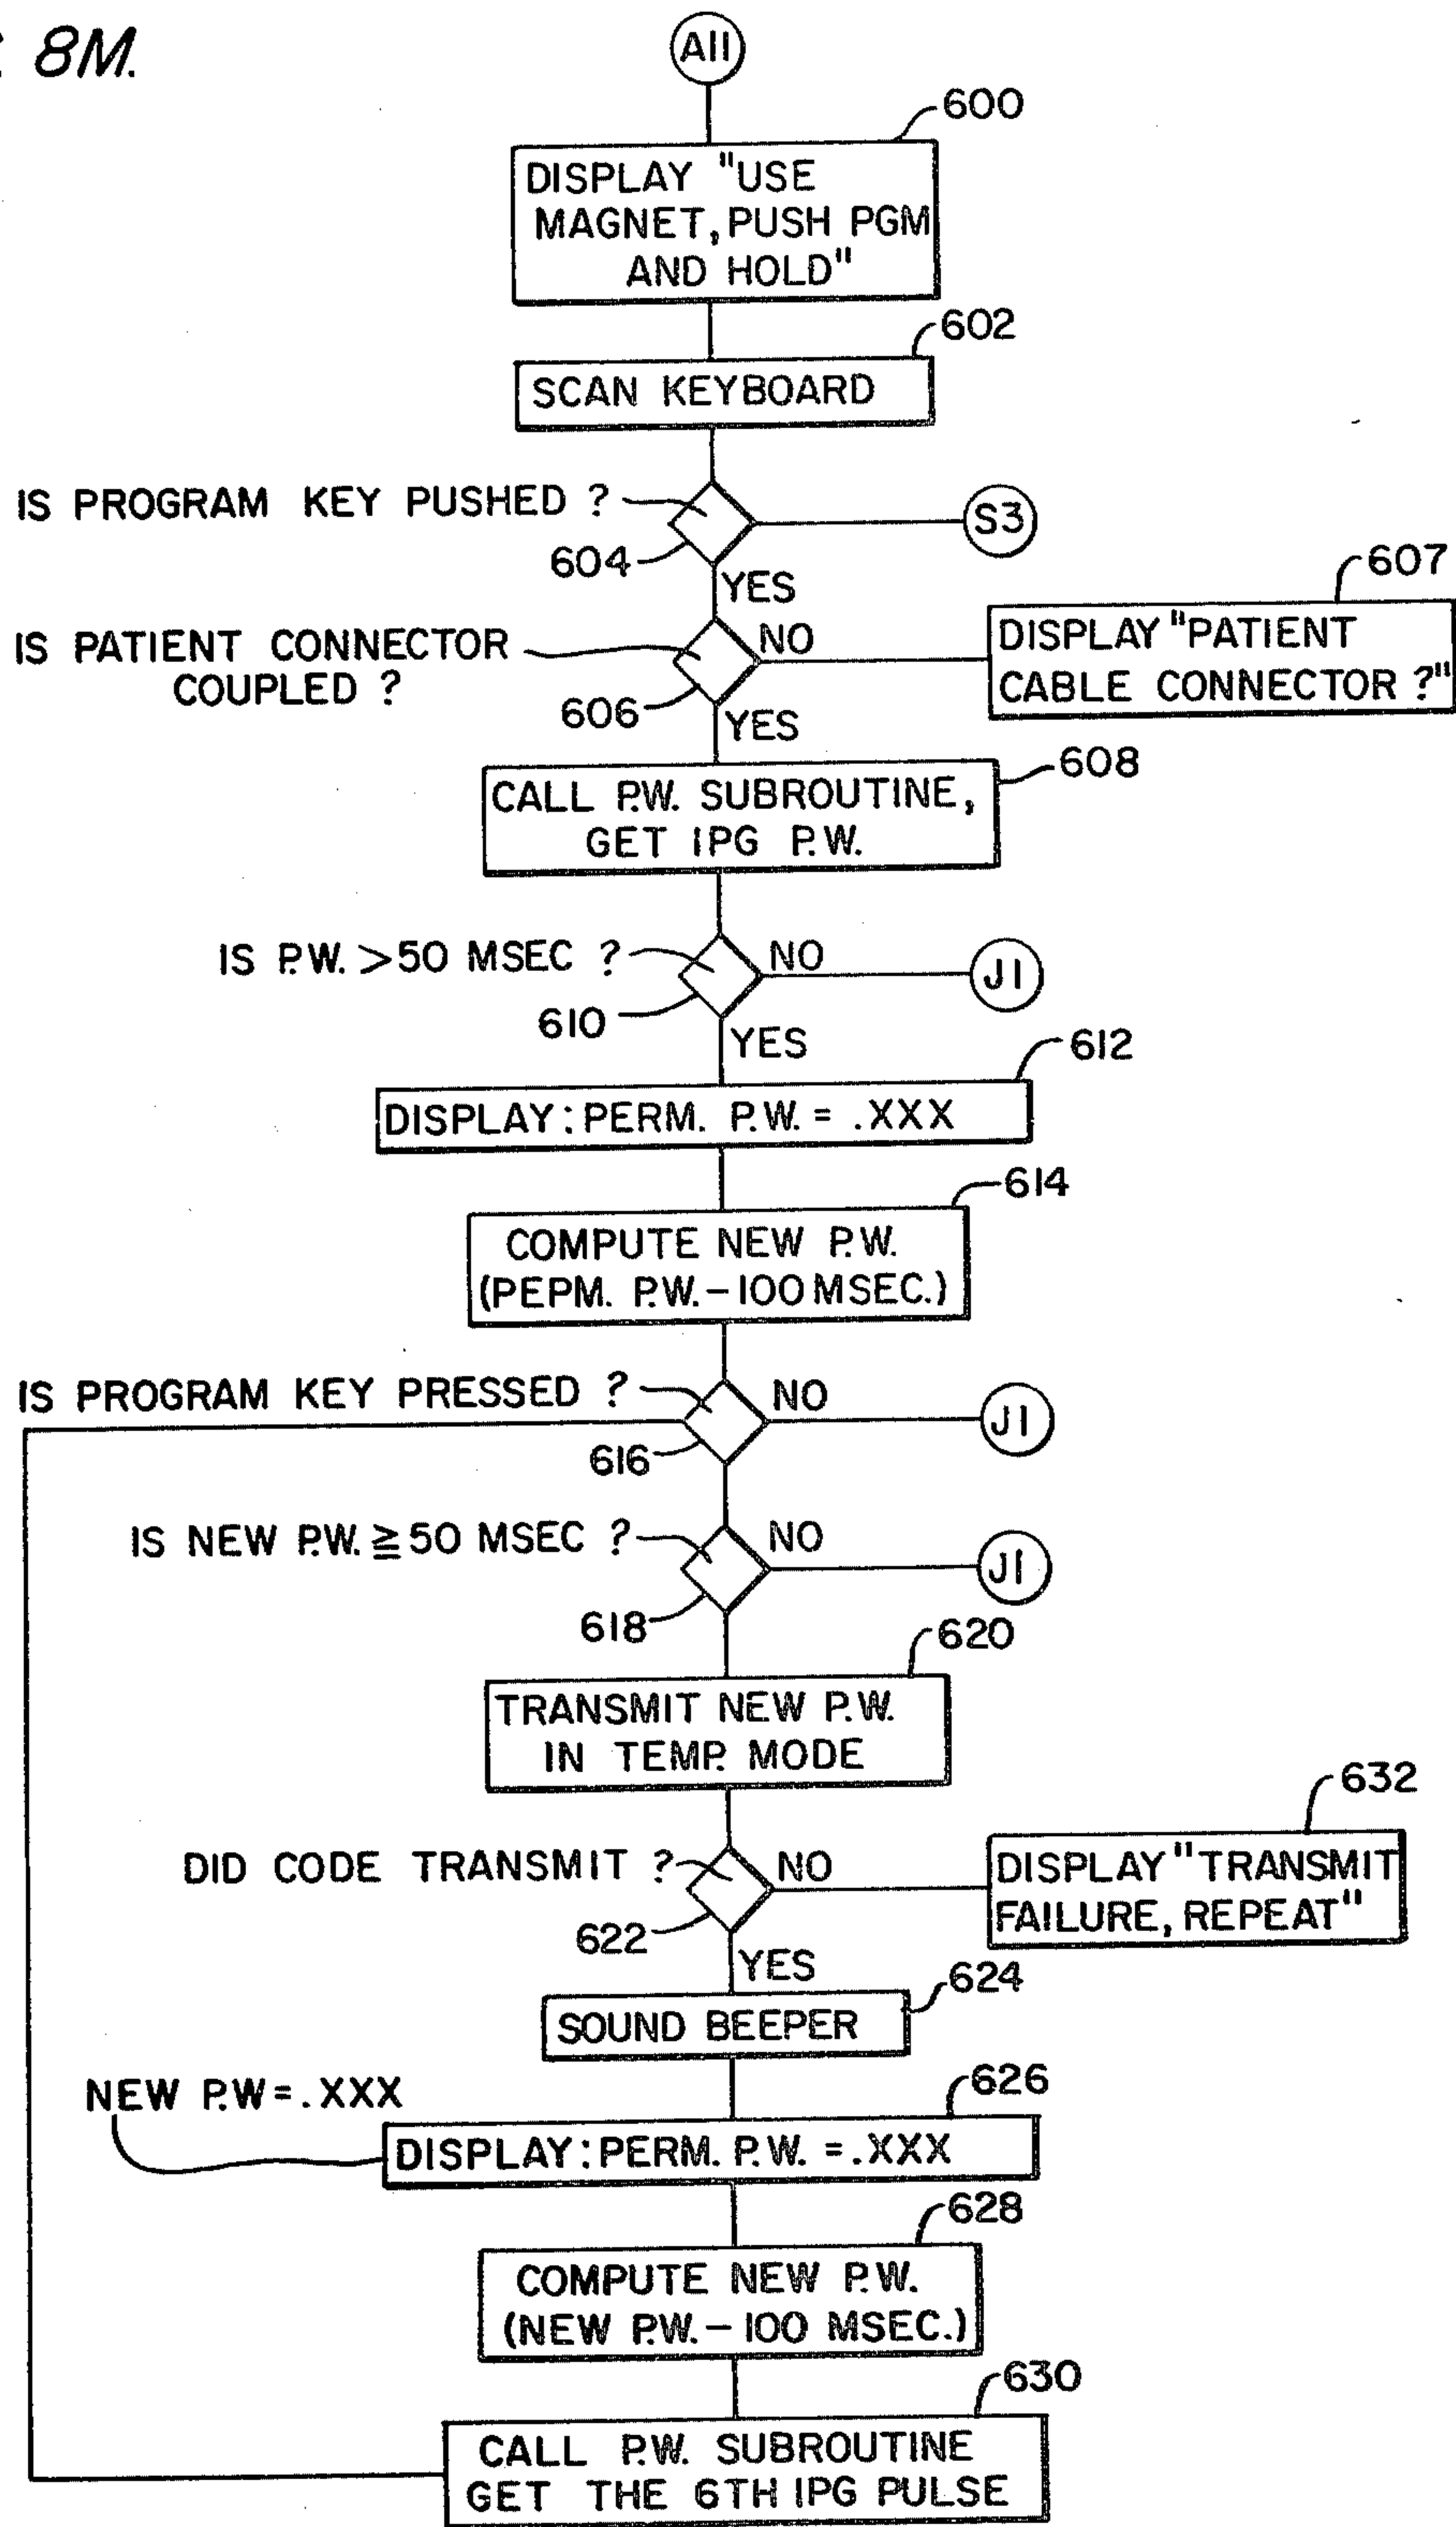 8M.
A11
600
DISPLAY "USE
MAGNET, PUSH PGM
AND HOLD"
602
SCAN KEYBOARD
IS PROGRAM KEY PUSHED ?
S3
604
YES
607
IS PATIENT CONNECTOR
COUPLED ?
NO
DISPLAY "PATIENT
CABLE CONNECTOR ?"
606
YES
608
CALL P.W. SUBROUTINE,
GET IPG P.W.
IS P.W. >50 MSEC ?
NO
J1
610
YES
612
DISPLAY: PERM. P.W. = .XXX
614
COMPUTE NEW P.W.
(PEPM. P.W. - 100 MSEC.)
IS PROGRAM KEY PRESSED ?
NO
J1
616
IS NEW P.W. ≧ 50 MSEC ?
NO
J1
618
620
TRANSMIT NEW P.W.
IN TEMP. MODE
632
DID CODE TRANSMIT ?
NO
DISPLAY "TRANSMIT
FAILURE, REPEAT"
622
YES
624
SOUND BEEPER
626
NEW P.W = .XXX
DISPLAY: PERM. P.W. = .XXX
628
COMPUTE NEW P.W.
(NEW P.W. - 100 MSEC.)
630
CALL P.W. SUBROUTINE
GET THE 6TH IPG PULSE